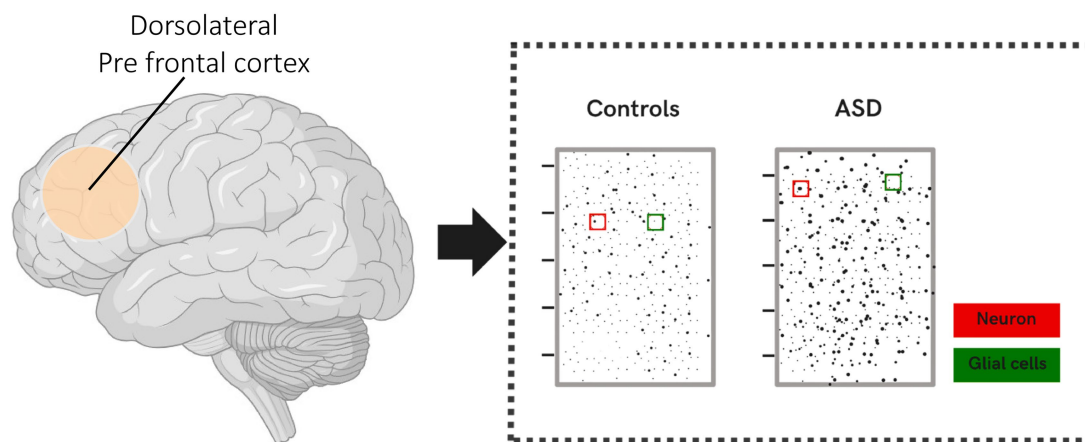 Dorsolateral
Pre frontal cortex
Controls
ASD
Neuron
Glial cells